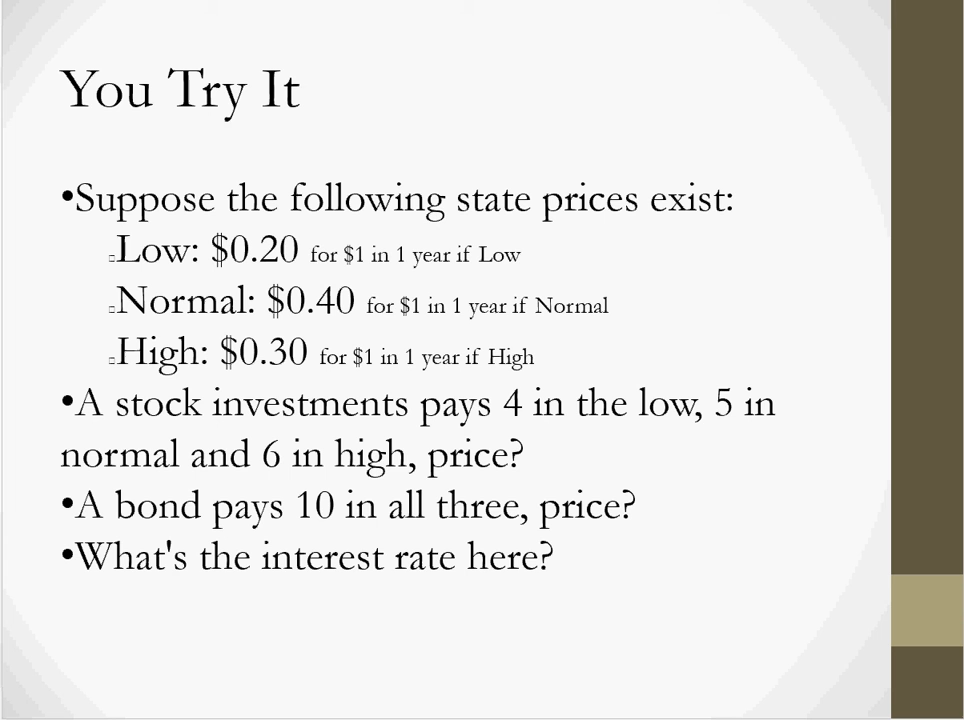 You Try It
•Suppose the following state prices exist:
□Low: $0.20 for $1 in 1 year if Low
□Normal: $0.40 for $1 in 1 year if Normal
□High: $0.30 for $1 in 1 year if High
•A stock investments pays 4 in the low, 5 in
normal and 6 in high, price?
•A bond pays 10 in all three, price?
•What's the interest rate here?